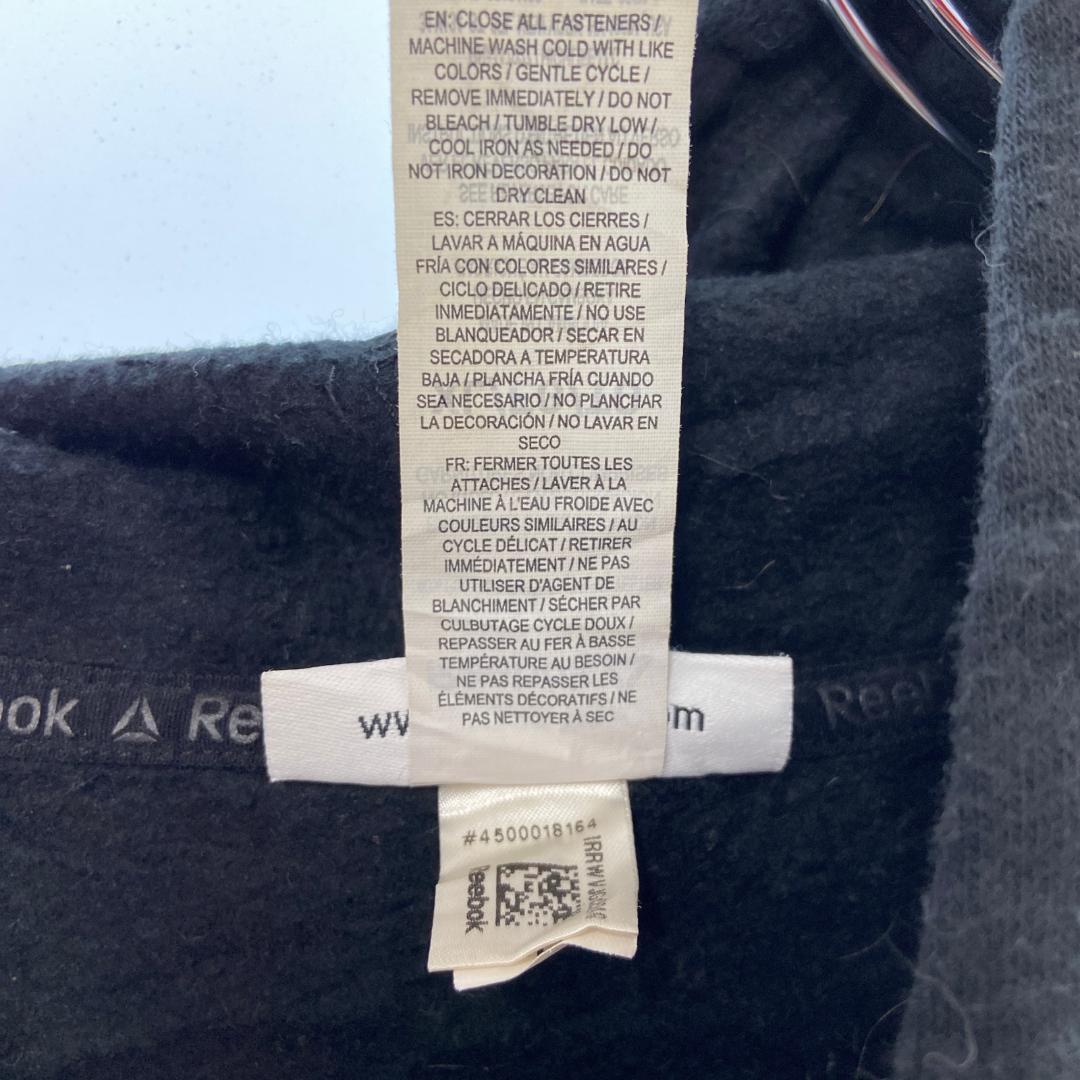 EN: CLOSE ALL FASTENERS /
MACHINE WASH COLD WITH LIKE
COLORS / GENTLE CYCLE /
REMOVE IMMEDIATELY / DO NOT
BLEACH / TUMBLE DRY LOW /
COOL IRON AS NEEDED / DO
NOT IRON DECORATION / DO NOT
DRY CLEAN
ES: CERRAR LOS CIERRES /
LAVAR A MÁQUINA EN AGUA
FRÍA CON COLORES SIMILARES /
CICLO DELICADO / RETIRE
INMEDIATAMENTE / NO USE
BLANQUEADOR / SECAR EN
SECADORA A TEMPERATURA
BAJA / PLANCHA FRÍA CUANDO
SEA NECESARIO / NO PLANCHAR
LA DECORACIÓN / NO LAVAR EN
SECO
FR: FERMER TOUTES LES
ATTACHES / LAVER À LA
MACHINE À L'EAU FROIDE AVEC
COULEURS SIMILAIRES / AU
CYCLE DÉLICAT / RETIRER
IMMÉDIATEMENT / NE PAS
UTILISER D'AGENT DE
BLANCHIMENT / SÉCHER PAR
CULBUTAGE CYCLE DOUX /
REPASSER AU FER À BASSE
TEMPÉRATURE AU BESOIN /
NE PAS REPASSER LES
ÉLÉMENTS DÉCORATIFS / NE
PAS NETTOYER À SEC
ook Re
ww om
Reeb
#4500018164
Reebok